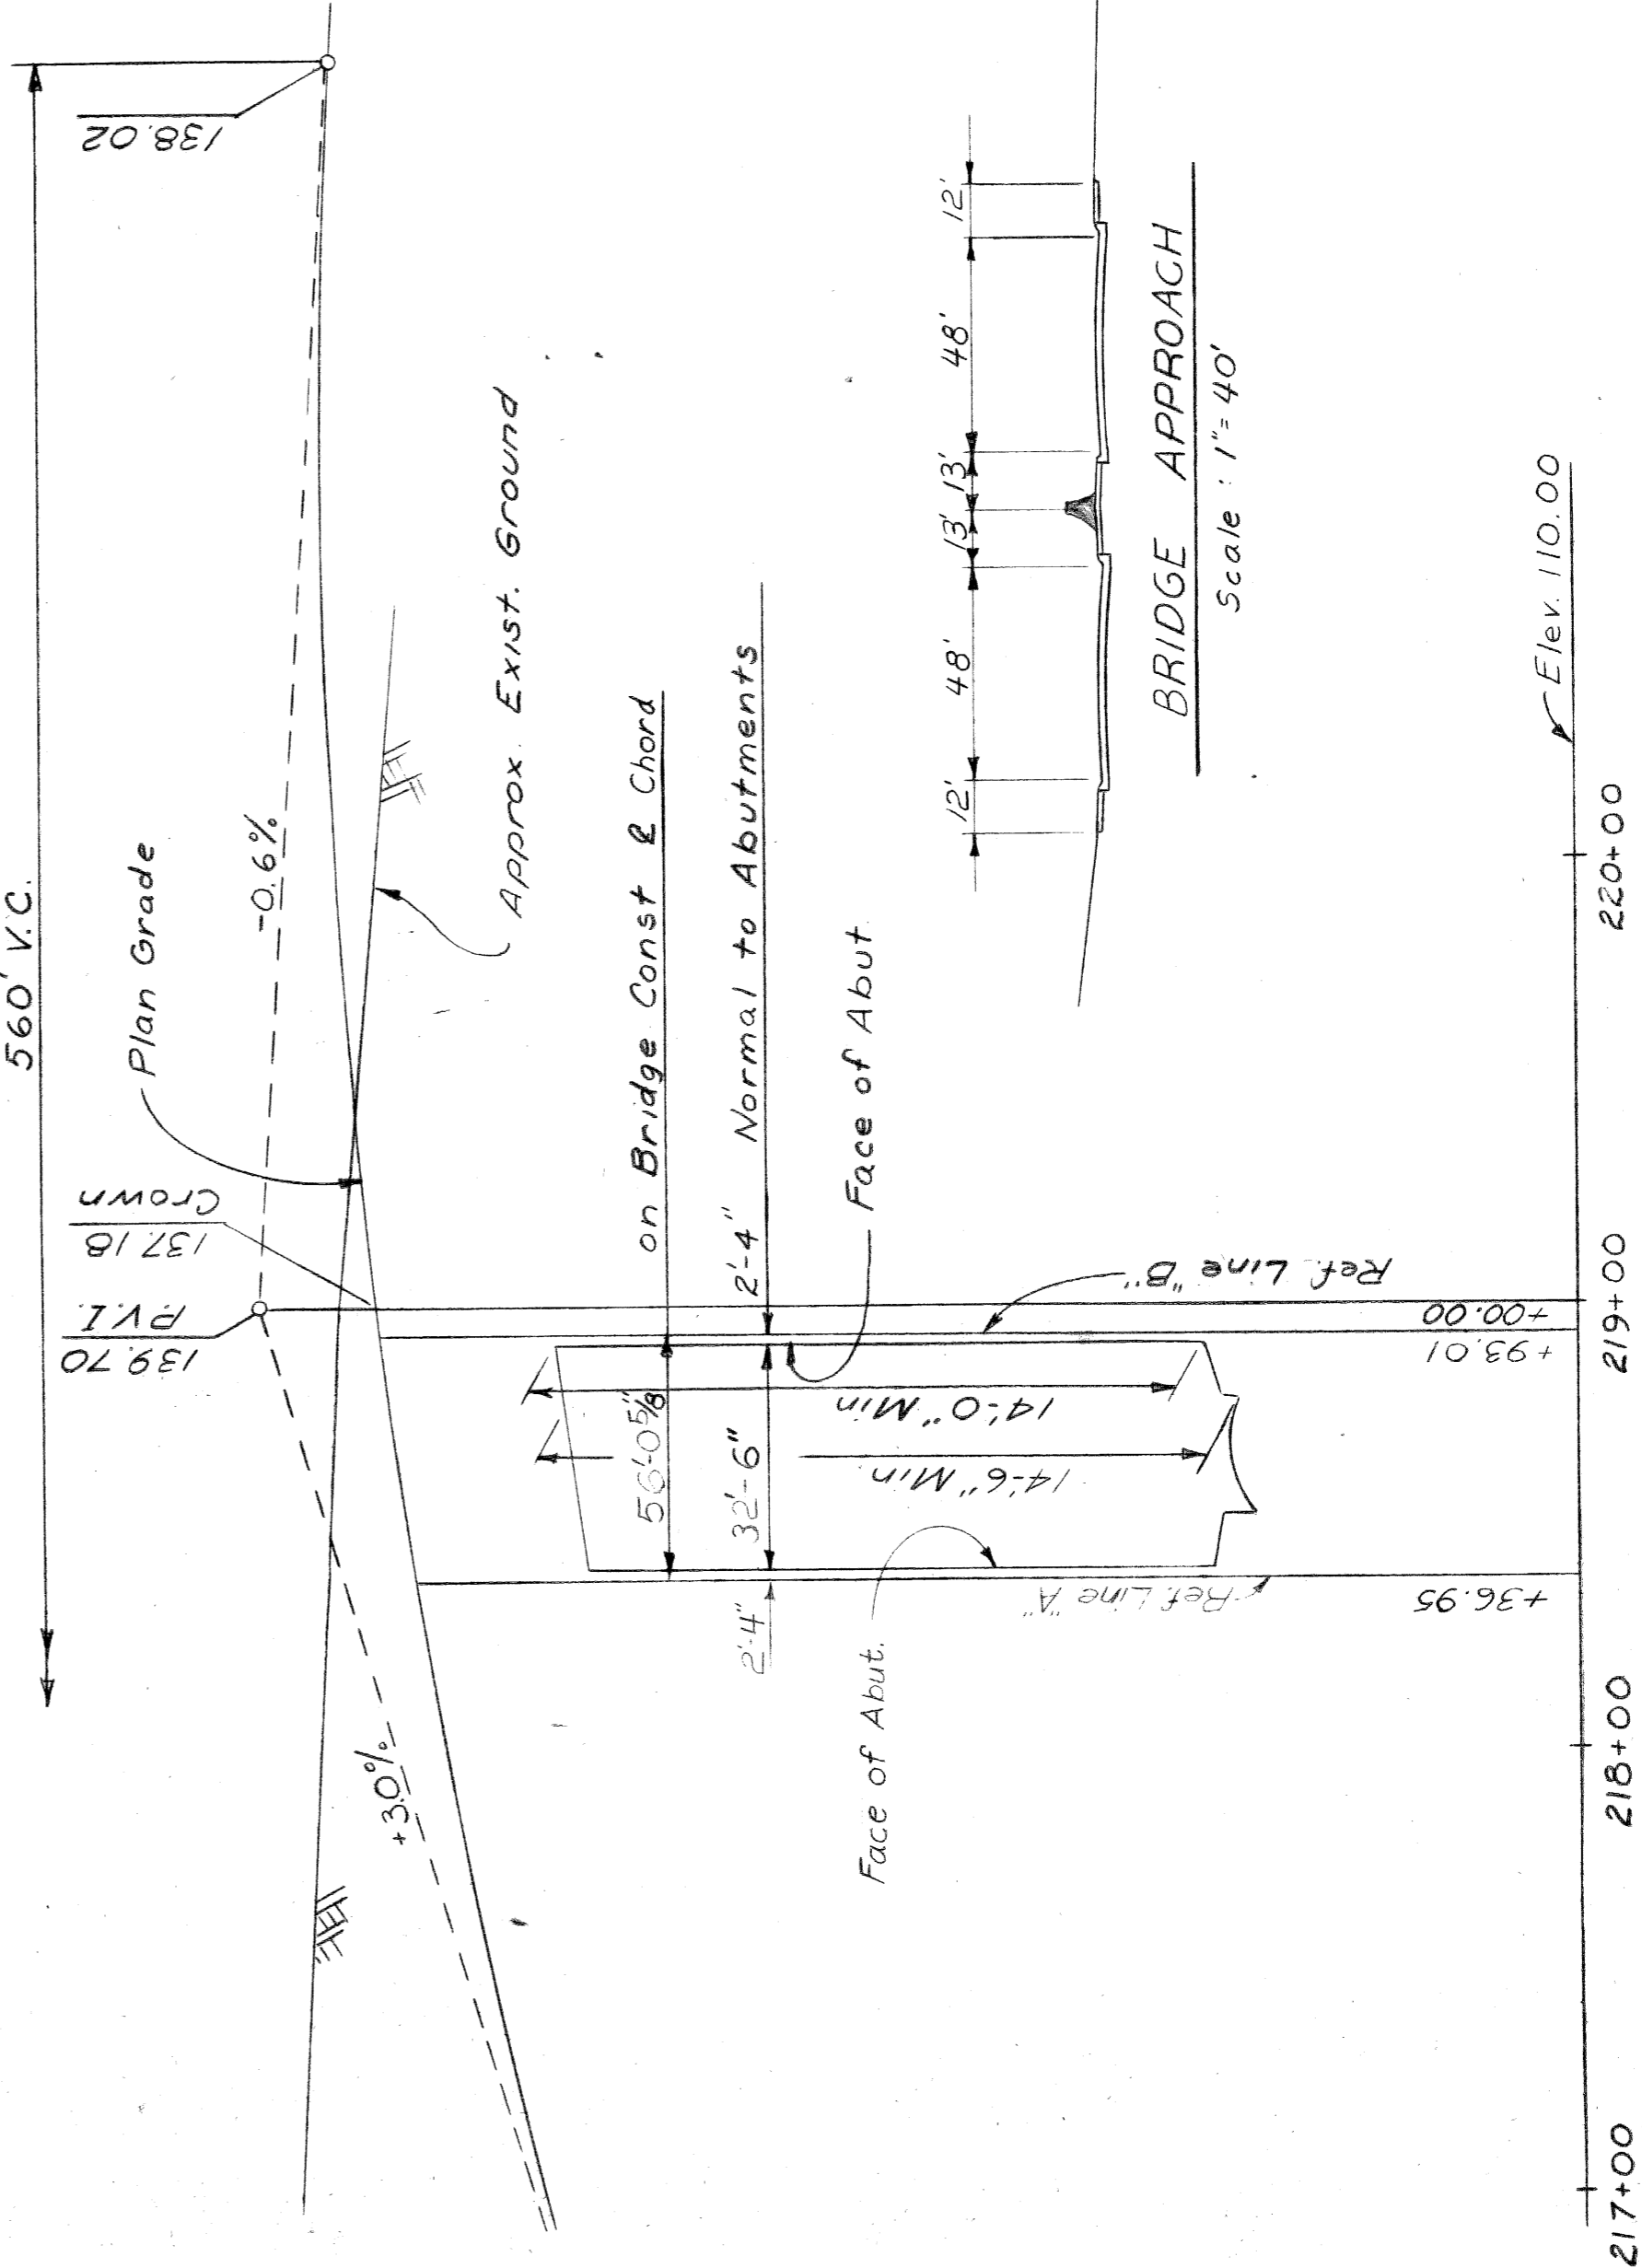 560' V.C.
138.02
-0.6%
Plan Grade
Approx. Exist. Ground
137.18
Crown
139.70
P.V.I.
+3.0%
56'-0 5/8" on Bridge Const ⅊ Chord
2'-4" 32'-6" 2'-4" Normal to Abutments
Face of Abut
Face of Abut.
14'-0" Min
14'-6" Min.
Ref. Line "B"
Ref. Line "A"
+00.00
+93.01
+36.95
12' 48' 13' 13' 48' 12'
BRIDGE APPROACH
Scale : 1"= 40'
Elev. 110.00
217+00 218+00 219+00 220+00